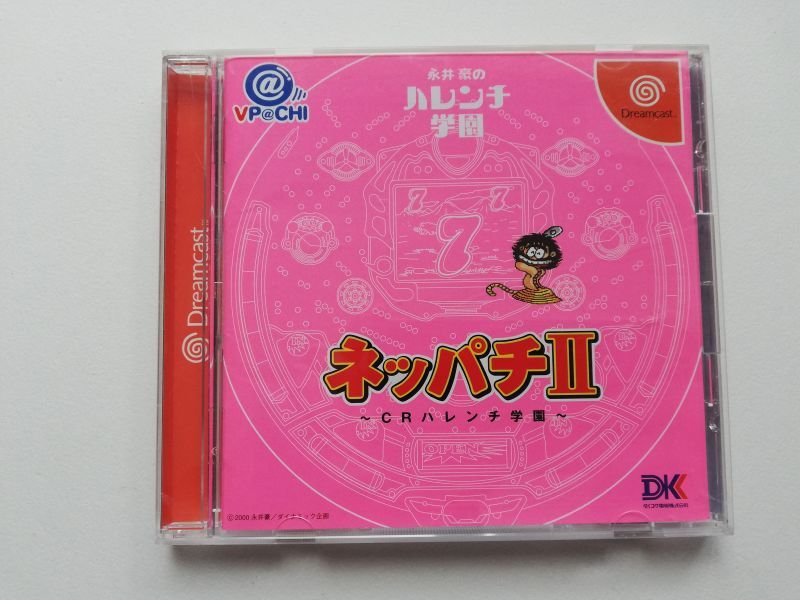 永井 豪の
ハレンチ
学園
VP@CHI
Dreamcast
Dreamcast
7 7 7
ネッパチⅡ
～CRハレンチ学園～
OPEN
DK
©2000 永井豪／ダイナミック企画